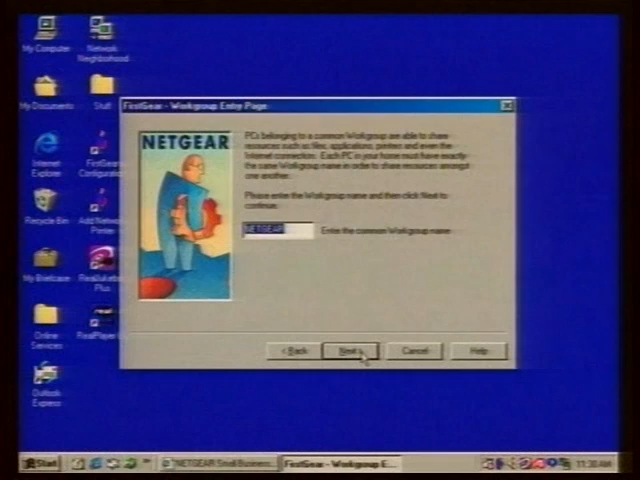 My Computer
Network Neighborhood
My Documents
Stuff
Internet Explorer
FirstGear
Recycle Bin
Add Network Printer
My Briefcase
Plus
Online Services
RealPlayer
Outlook Express
FirstGear - Workgroup Entry Page
NETGEAR
PCs belonging to a common Workgroup are able to share
resources such as files, applications, printers and even the
Internet connection. Each PC in your home must have exactly
the same Workgroup name in order to share resources amongst
one another.
Please enter the Workgroup name and then click Next to
continue.
NETGEAR
Enter the common Workgroup name
< Back
Next >
Cancel
Help
Start
NETGEAR Small Business...
FirstGear - Workgroup E...
11:30 AM